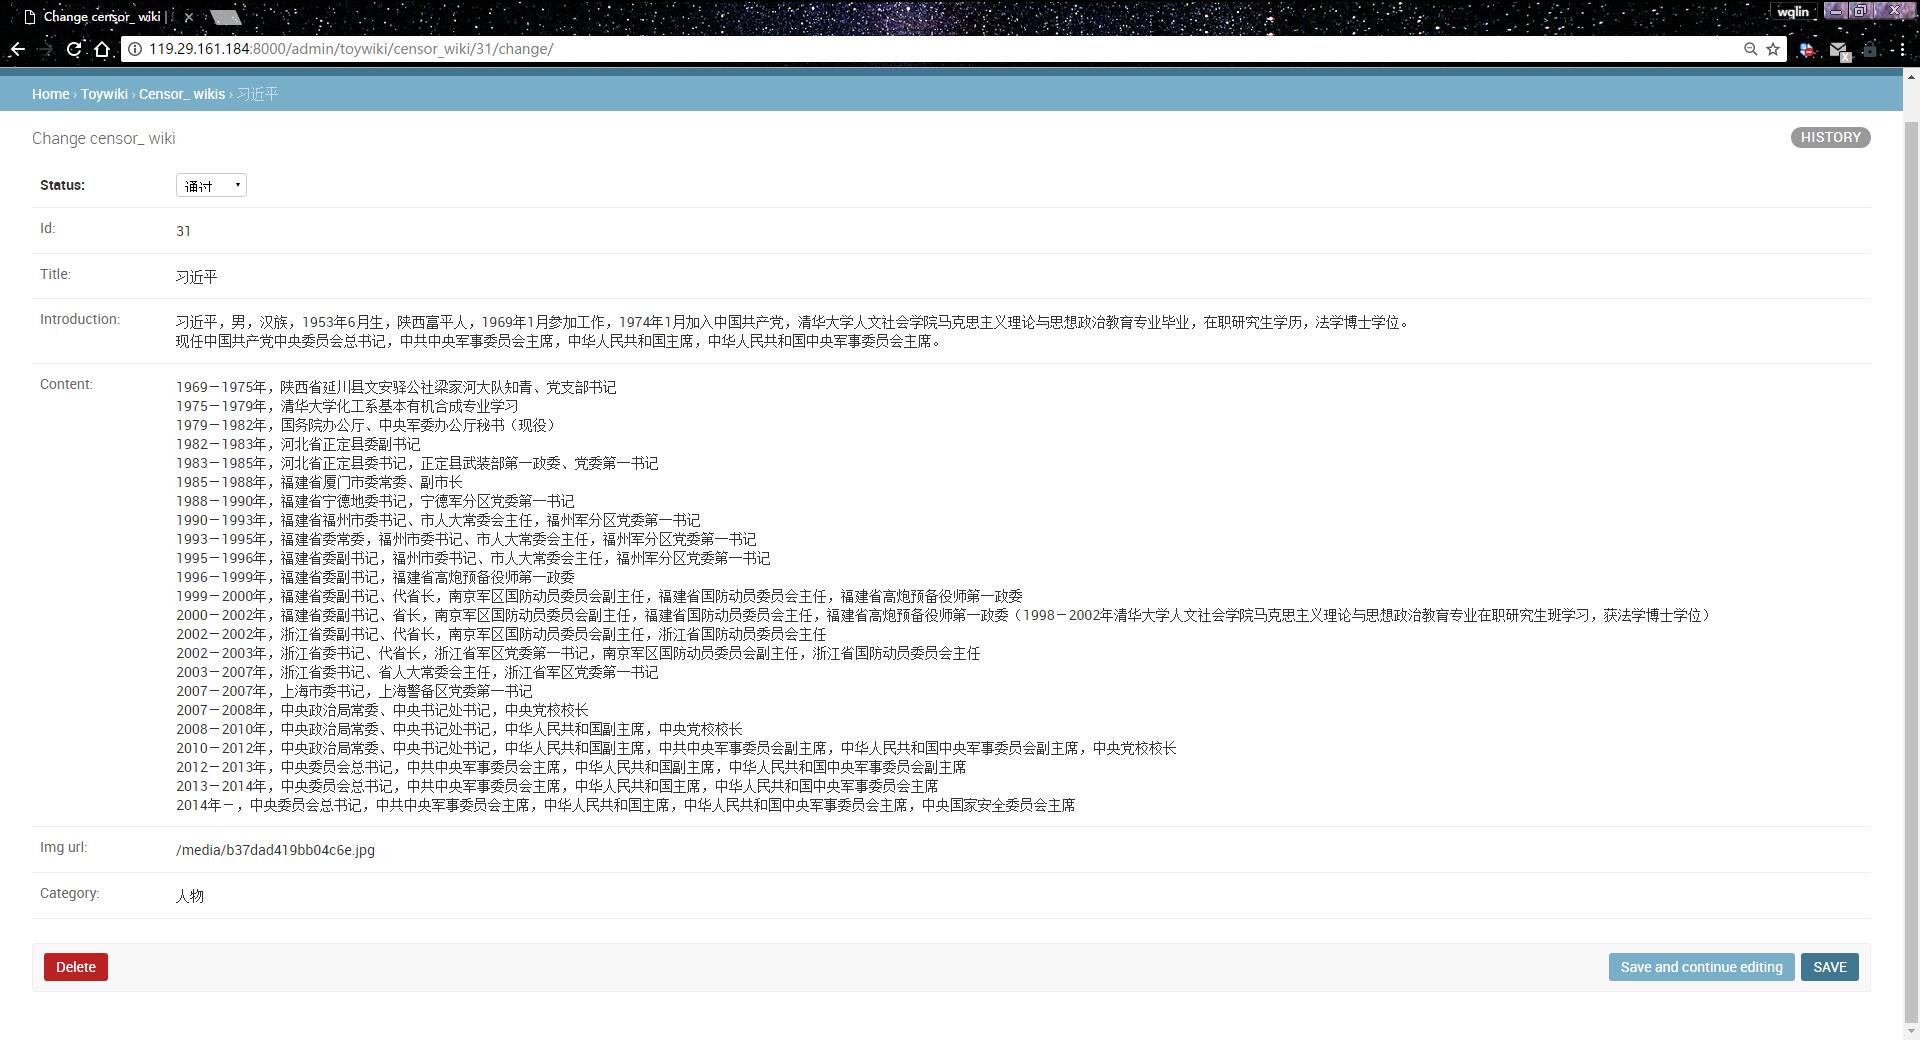 Change censor_ wiki |
wqlin
119.29.161.184:8000/admin/toywiki/censor_wiki/31/change/
Home › Toywiki › Censor_ wikis › 习近平
Change censor_ wiki
HISTORY
Status: 通过
Id: 31
Title: 习近平
Introduction: 习近平，男，汉族，1953年6月生，陕西富平人，1969年1月参加工作，1974年1月加入中国共产党，清华大学人文社会学院马克思主义理论与思想政治教育专业毕业，在职研究生学历，法学博士学位。
现任中国共产党中央委员会总书记，中共中央军事委员会主席，中华人民共和国主席，中华人民共和国中央军事委员会主席。
Content: 1969－1975年，陕西省延川县文安驿公社梁家河大队知青、党支部书记
1975－1979年，清华大学化工系基本有机合成专业学习
1979－1982年，国务院办公厅、中央军委办公厅秘书（现役）
1982－1983年，河北省正定县委副书记
1983－1985年，河北省正定县委书记，正定县武装部第一政委、党委第一书记
1985－1988年，福建省厦门市委常委、副市长
1988－1990年，福建省宁德地委书记，宁德军分区党委第一书记
1990－1993年，福建省福州市委书记、市人大常委会主任，福州军分区党委第一书记
1993－1995年，福建省委常委，福州市委书记、市人大常委会主任，福州军分区党委第一书记
1995－1996年，福建省委副书记，福州市委书记、市人大常委会主任，福州军分区党委第一书记
1996－1999年，福建省委副书记，福建省高炮预备役师第一政委
1999－2000年，福建省委副书记、代省长，南京军区国防动员委员会副主任，福建省国防动员委员会主任，福建省高炮预备役师第一政委
2000－2002年，福建省委副书记、省长，南京军区国防动员委员会副主任，福建省国防动员委员会主任，福建省高炮预备役师第一政委（1998－2002年清华大学人文社会学院马克思主义理论与思想政治教育专业在职研究生班学习，获法学博士学位）
2002－2002年，浙江省委副书记、代省长，南京军区国防动员委员会副主任，浙江省国防动员委员会主任
2002－2003年，浙江省委书记、代省长，浙江省军区党委第一书记，南京军区国防动员委员会副主任，浙江省国防动员委员会主任
2003－2007年，浙江省委书记、省人大常委会主任，浙江省军区党委第一书记
2007－2007年，上海市委书记，上海警备区党委第一书记
2007－2008年，中央政治局常委、中央书记处书记，中央党校校长
2008－2010年，中央政治局常委、中央书记处书记，中华人民共和国副主席，中央党校校长
2010－2012年，中央政治局常委、中央书记处书记，中华人民共和国副主席，中共中央军事委员会副主席，中华人民共和国中央军事委员会副主席，中央党校校长
2012－2013年，中央委员会总书记，中共中央军事委员会主席，中华人民共和国副主席，中华人民共和国中央军事委员会副主席
2013－2014年，中央委员会总书记，中共中央军事委员会主席，中华人民共和国主席，中华人民共和国中央军事委员会主席
2014年－，中央委员会总书记，中共中央军事委员会主席，中华人民共和国主席，中华人民共和国中央军事委员会主席，中央国家安全委员会主席
Img url: /media/b37dad419bb04c6e.jpg
Category: 人物
Delete
Save and continue editing
SAVE